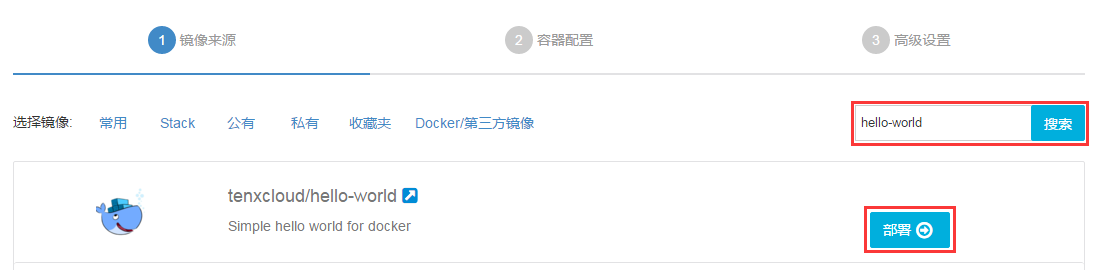 1 镜像来源 2 容器配置 3 高级设置
选择镜像: 常用 Stack 公有 私有 收藏夹 Docker/第三方镜像 hello-world 搜索
tenxcloud/hello-world
Simple hello world for docker
部署